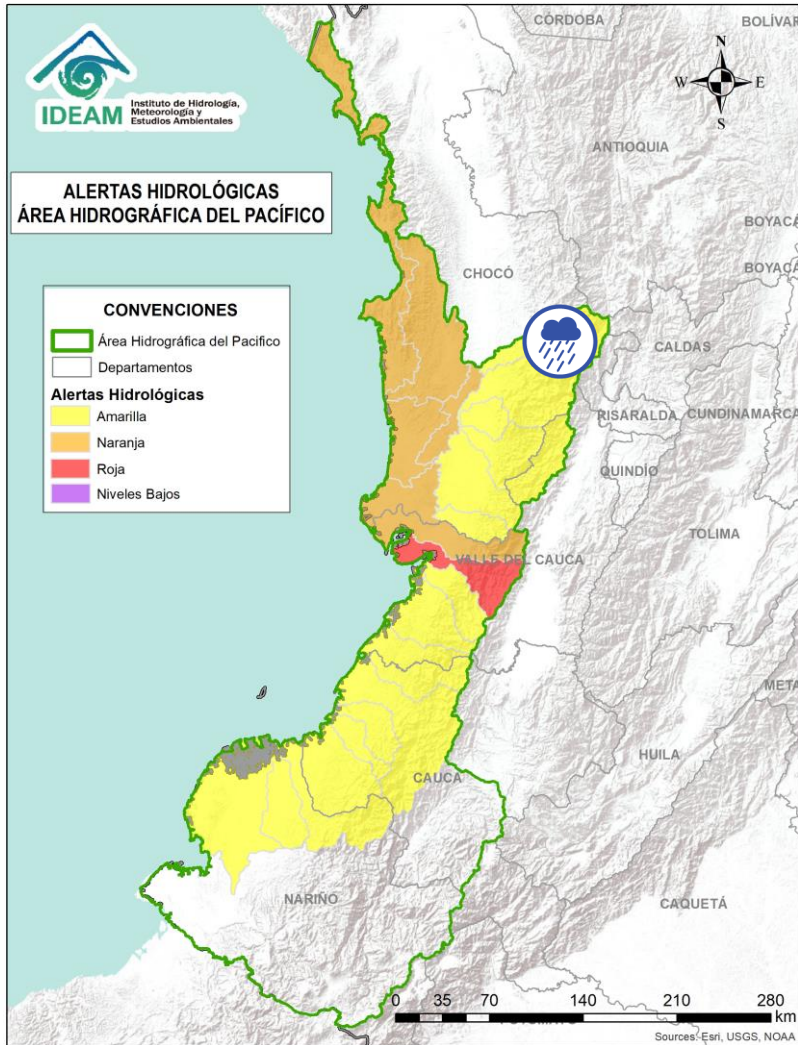 CÓRDOBA
BOLÍVAR
N
W E
S
IDEAM
Instituto de Hidrología,
Meteorología y
Estudios Ambientales
ANTIOQUIA
ALERTAS HIDROLÓGICAS
ÁREA HIDROGRÁFICA DEL PACÍFICO
BOYACÁ
BOYACÁ
CHOCÓ
CONVENCIONES
Área Hidrográfica del Pacifico
Departamentos
Alertas Hidrológicas
Amarilla
Naranja
Roja
Niveles Bajos
CALDAS
RISARALDA
CUNDINAMARCA
QUINDÍO
TOLIMA
VALLE DEL CAUCA
META
HUILA
CAUCA
NARIÑO
CAQUETÁ
0 35 70 140 210 280
km
Sources: Esri, USGS, NOAA